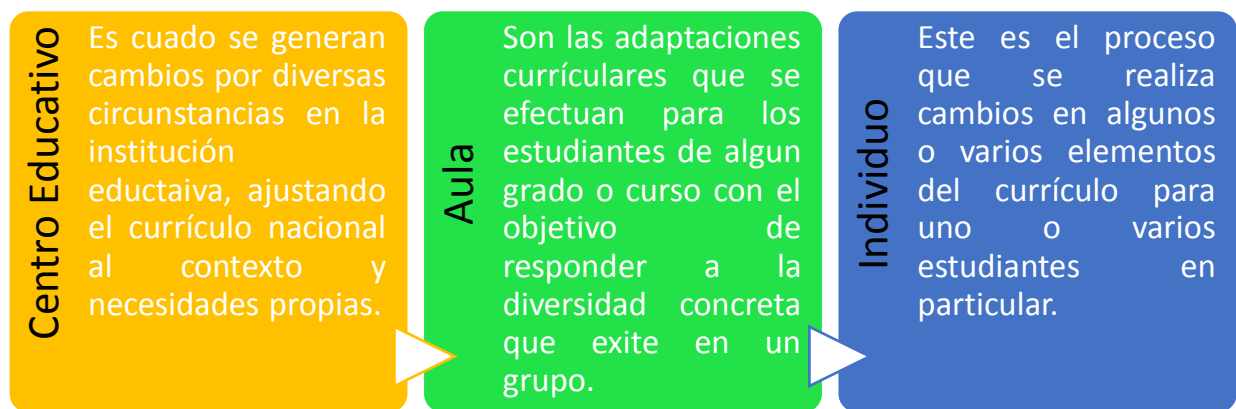 Centro Educativo
Es cuado se generan
cambios por diversas
circunstancias en la
institución
eductaiva, ajustando
el currículo nacional
al contexto y
necesidades propias.
Aula
Son las adaptaciones
currículares que se
efectuan para los
estudiantes de algun
grado o curso con el
objetivo de
responder a la
diversidad concreta
que exite en un
grupo.
Individuo
Este es el proceso
que se realiza
cambios en algunos
o varios elementos
del currículo para
uno o varios
estudiantes en
particular.